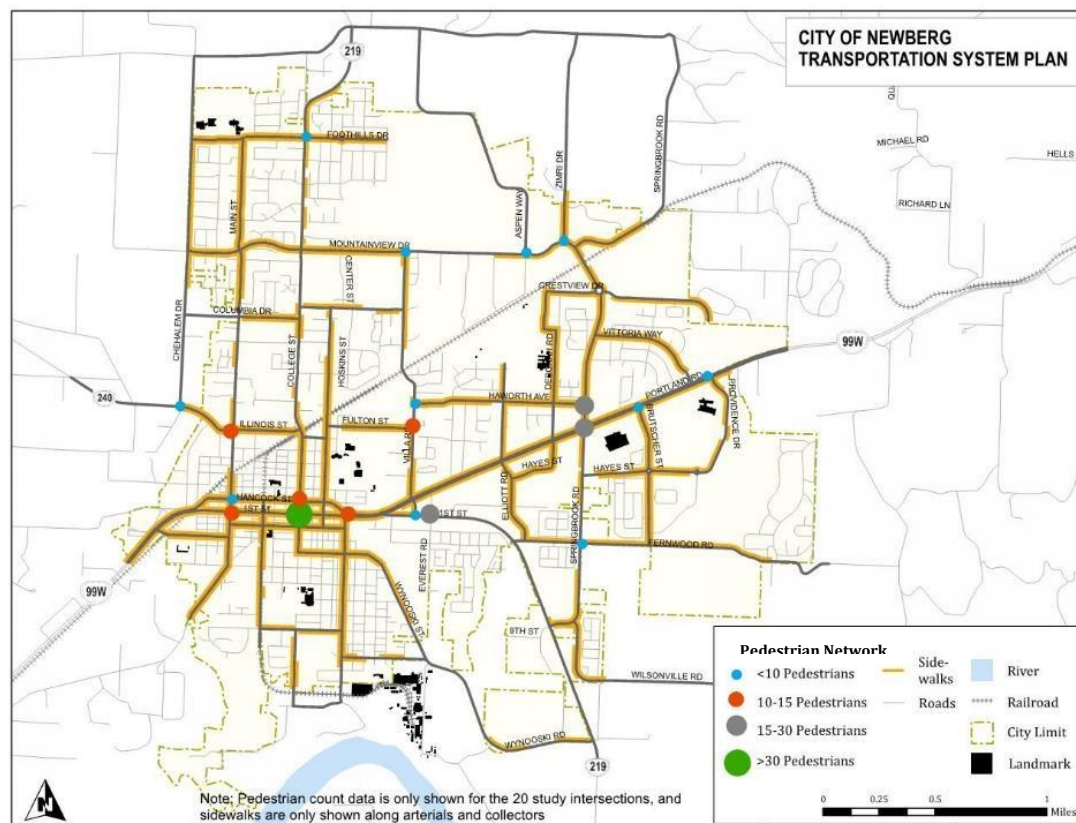 CITY OF NEWBERG
TRANSPORTATION SYSTEM PLAN
219
FOOTHILLS DR
MICHAEL RD
HELLS
RICHARD LN
ZIMRI DR
SPRINGBROOK RD
ASPEN WAY
MAIN ST
MOUNTAINVIEW DR
CENTER ST
CRESTVIEW DR
COLUMBIA DR
CHEHALEM DR
COLLEGE ST
HOSKINS ST
VITTORIA WAY
99W
PORTLAND RD
PROVIDENCE DR
240
HAWORTH AVE
BRUTSCHER ST
ILLINOIS ST
FULTON ST
HAYES ST
HAYES ST
ELLIOTT RD
HANCOCK ST
1ST ST
1ST ST
SPRINGBROOK RD
FERNWOOD RD
EVEREST RD
99W
WYNOOSKI ST
9TH ST
WILSONVILLE RD
WYNOOSKI RD
219
Pedestrian Network
<10 Pedestrians
10-15 Pedestrians
15-30 Pedestrians
>30 Pedestrians
Side-
walks
Roads
River
Railroad
City Limit
Landmark
0 0.25 0.5 1
Miles
N
Note: Pedestrian count data is only shown for the 20 study intersections, and
sidewalks are only shown along arterials and collectors